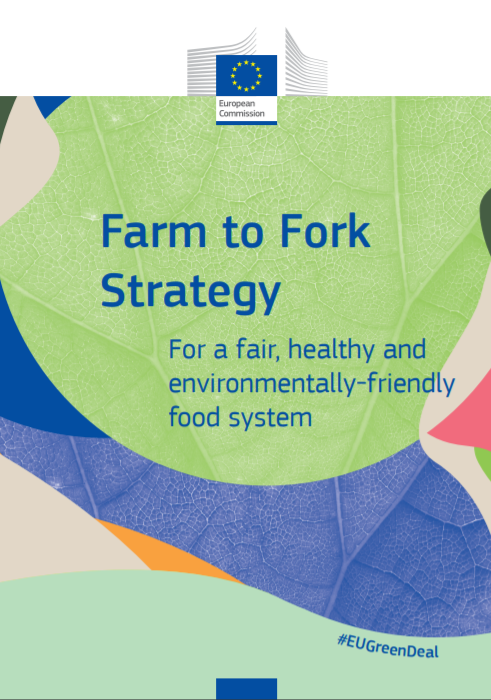 European
Commission
Farm to Fork
Strategy
For a fair, healthy and
environmentally-friendly
food system
#EUGreenDeal